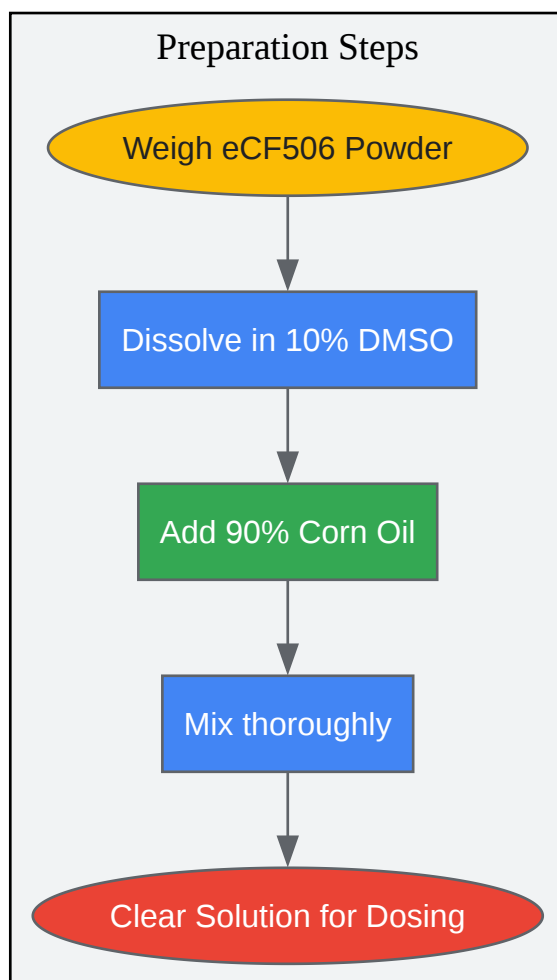 Preparation Steps
Weigh eCF506 Powder
Dissolve in 10% DMSO
Add 90% Corn Oil
Mix thoroughly
Clear Solution for Dosing